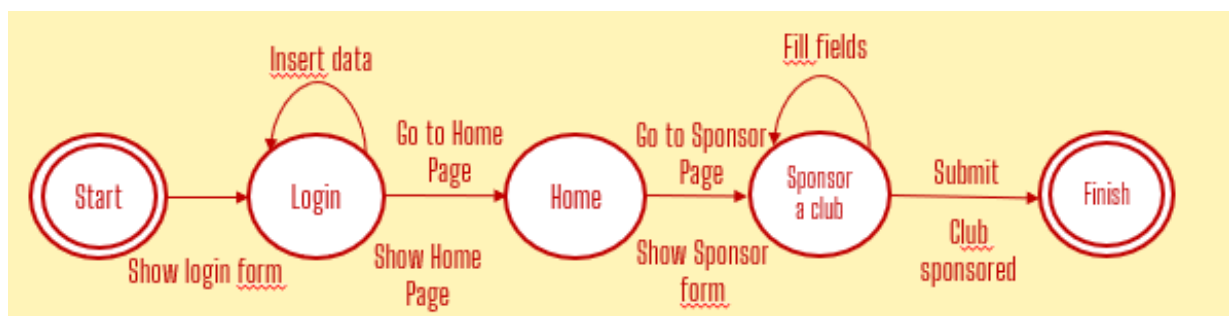 Insert data
Fill fields
Go to Home
Page
Go to Sponsor
Page
Start
Login
Home
Sponsor
a club
Submit
Finish
Show login form
Show Home
Page
Show Sponsor
form
Club
sponsored